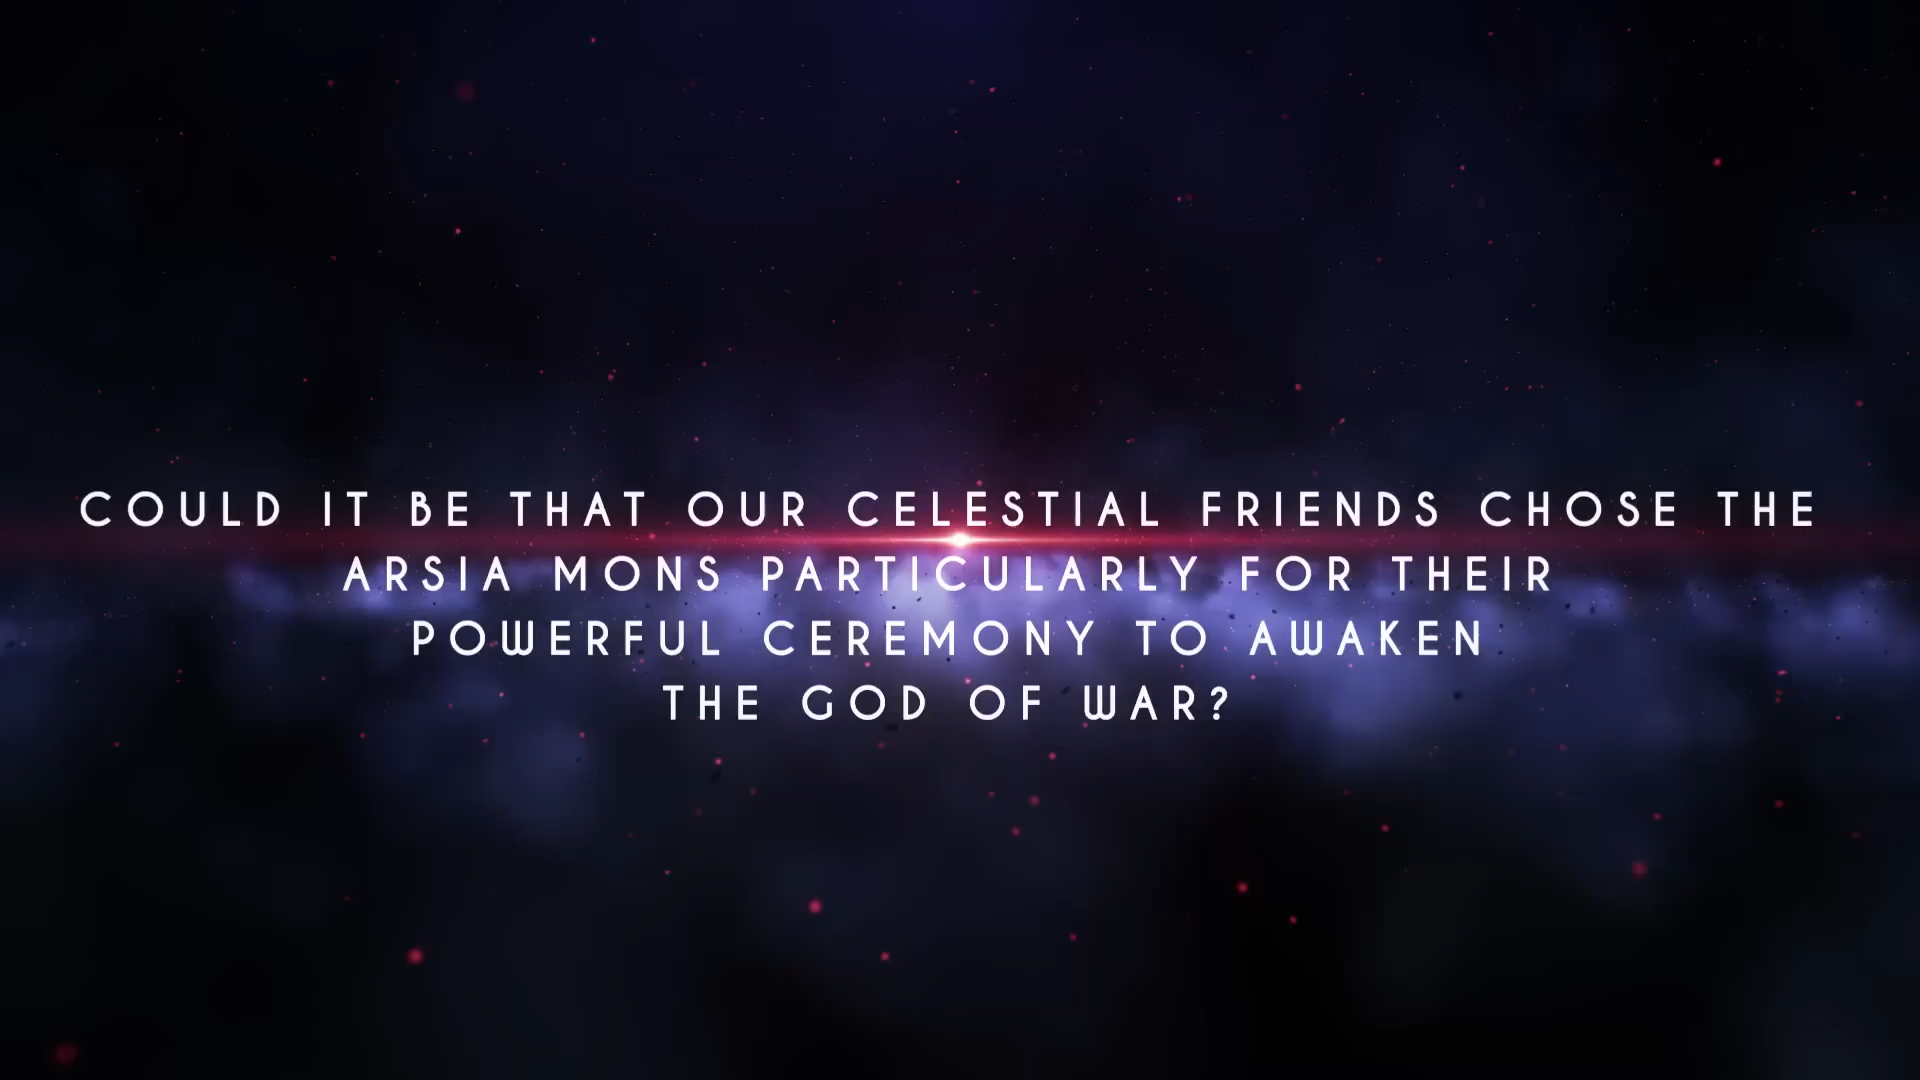 COULD IT BE THAT OUR CELESTIAL FRIENDS CHOSE THE
ARSIA MONS PARTICULARLY FOR THEIR
POWERFUL CEREMONY TO AWAKEN
THE GOD OF WAR?